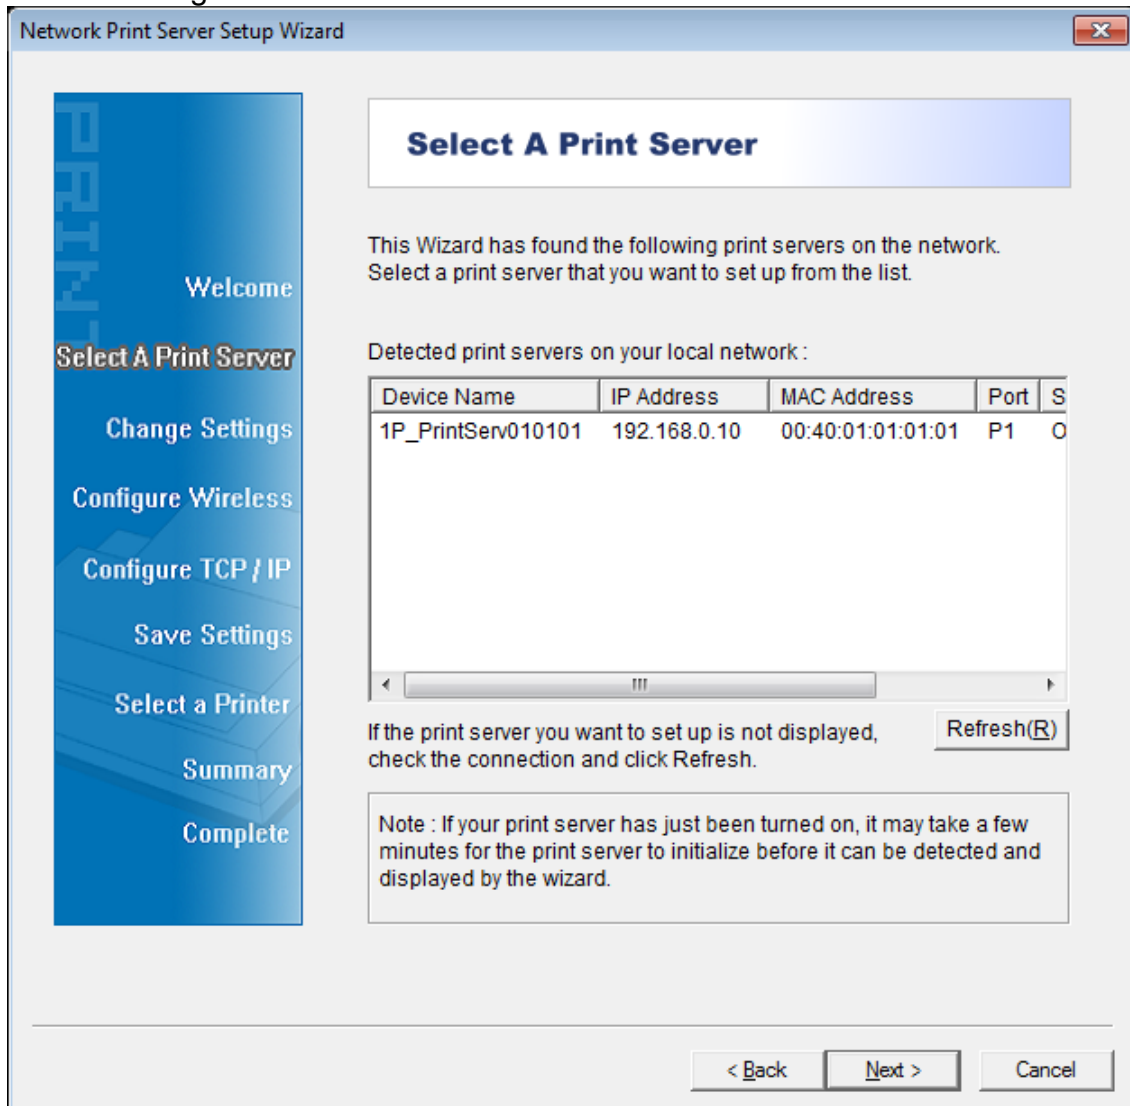 Network Print Server Setup Wizard
PRINT
Select A Print Server
This Wizard has found the following print servers on the network.
Select a print server that you want to set up from the list.
Welcome
Select A Print Server
Change Settings
Configure Wireless
Configure TCP / IP
Save Settings
Select a Printer
Summary
Complete
Detected print servers on your local network :
Device Name IP Address MAC Address Port S
1P_PrintServ010101 192.168.0.10 00:40:01:01:01:01 P1 O
If the print server you want to set up is not displayed,
check the connection and click Refresh.
Refresh(R)
Note : If your print server has just been turned on, it may take a few
minutes for the print server to initialize before it can be detected and
displayed by the wizard.
< Back Next > Cancel